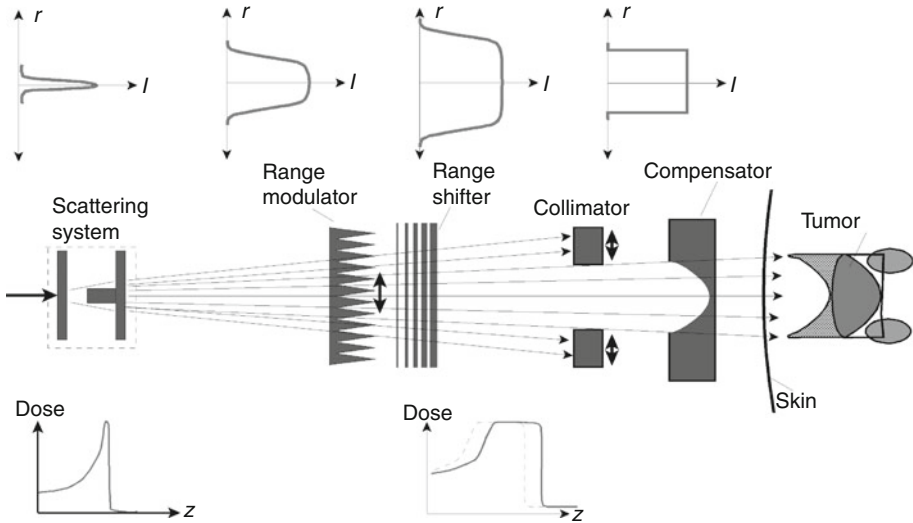 r
r
r
r
I
I
I
I
Range
modulator
Range
shifter
Compensator
Scattering
system
Collimator
Tumor
Skin
Dose
z
Dose
z